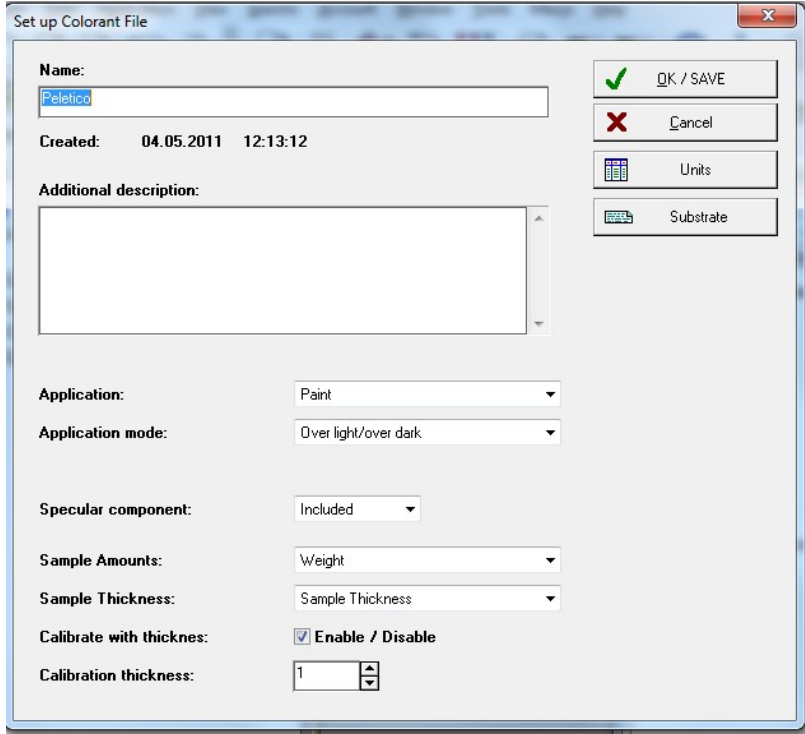 Set up Colorant File
Name:
Peletico
Created: 04.05.2011 12:13:12
Additional description:
OK / SAVE
Cancel
Units
Substrate
Application: Paint
Application mode: Over light/over dark
Specular component: Included
Sample Amounts: Weight
Sample Thickness: Sample Thickness
Calibrate with thicknes: Enable / Disable
Calibration thickness: 1